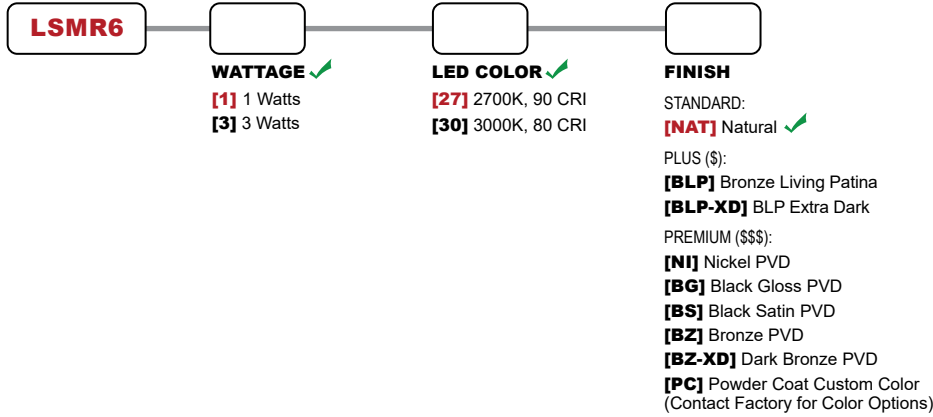 LSMR6
WATTAGE
[1] 1 Watts
[3] 3 Watts
LED COLOR
[27] 2700K, 90 CRI
[30] 3000K, 80 CRI
FINISH
STANDARD:
[NAT] Natural
PLUS ($):
[BLP] Bronze Living Patina
[BLP-XD] BLP Extra Dark
PREMIUM ($$$):
[NI] Nickel PVD
[BG] Black Gloss PVD
[BS] Black Satin PVD
[BZ] Bronze PVD
[BZ-XD] Dark Bronze PVD
[PC] Powder Coat Custom Color
(Contact Factory for Color Options)